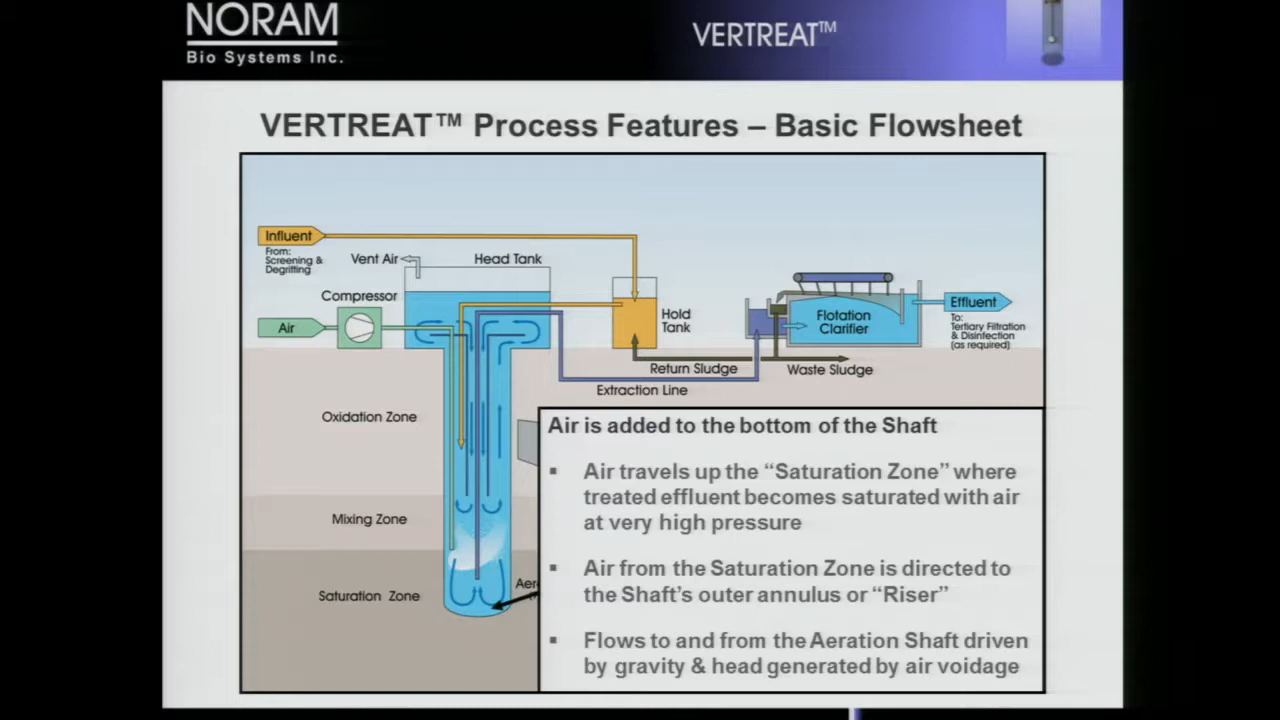 NORAM
Bio Systems Inc.
VERTREAT™
VERTREAT™ Process Features – Basic Flowsheet
Influent
From:
Screening &
Degritting
Vent Air
Head Tank
Compressor
Air
Hold
Tank
Flotation
Clarifier
Effluent
To:
Tertiary Filtration
& Disinfection
(as required)
Return Sludge
Waste Sludge
Extraction Line
Oxidation Zone
Mixing Zone
Saturation Zone
Air is added to the bottom of the Shaft
▪ Air travels up the “Saturation Zone” where
treated effluent becomes saturated with air
at very high pressure
▪ Air from the Saturation Zone is directed to
the Shaft’s outer annulus or “Riser”
▪ Flows to and from the Aeration Shaft driven
by gravity & head generated by air voidage